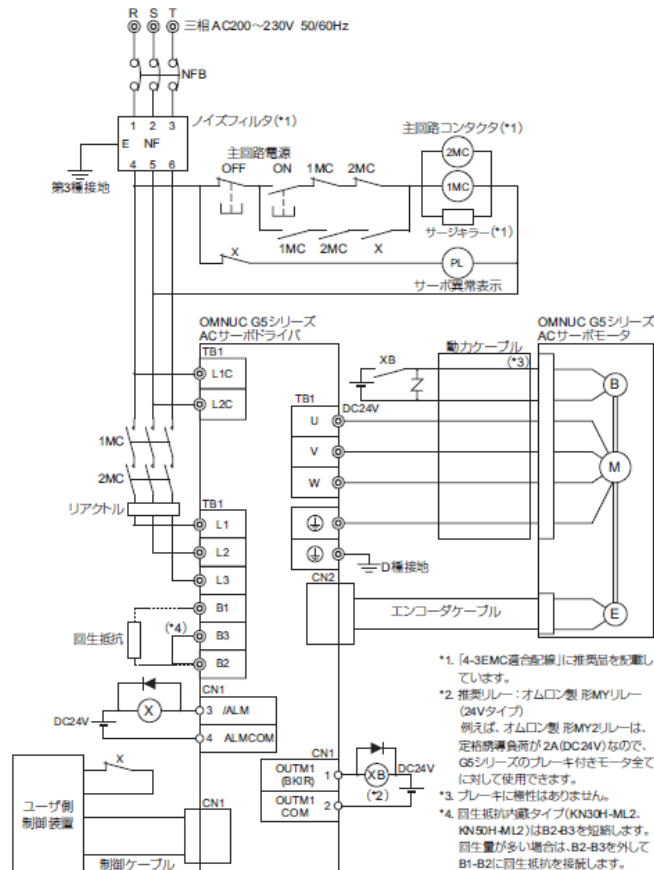 R S T
三相 AC200～230V 50/60Hz
NFB
1 2 3
ノイズフィルタ(*1)
E NF
4 5 6
第3種接地
主回路電源
OFF ON 1MC 2MC
主回路コンタクタ(*1)
2MC
1MC
サージキラー(*1)
1MC 2MC X
X
PL
サーボ異常表示
OMNUC G5シリーズ
ACサーボドライバ
OMNUC G5シリーズ
ACサーボモータ
TB1
L1C
L2C
XB
動力ケーブル
(*3)
DC24V
B
TB1
U
V
W
M
1MC
2MC
リアクトル
TB1
L1
L2
L3
B1
B3
B2
(*4)
回生抵抗
D種接地
CN2
エンコーダケーブル
E
CN1
3 /ALM
4 ALMCOM
X
DC24V
CN1
OUTM1
(BKIR)
1
OUTM1
COM
2
XB
(*2)
DC24V
X
ユーザ側
制御装置
CN1
制御ケーブル
*1. 「4-3EMC適合配線」に推奨品を記載し
ています。
*2. 推奨リレー：オムロン製 形MYリレー
(24Vタイプ)
例えば、オムロン製 形MY2リレーは、
定格誘導負荷が 2A(DC24V)なので、
G5シリーズのブレーキ付きモータ全て
に対して使用できます。
*3. ブレーキに極性はありません。
*4. 回生抵抗内蔵タイプ(KN30H-ML2、
KN50H-ML2)はB2-B3を短絡します。
回生量が多い場合は、B2-B3を外して
B1-B2に回生抵抗を接続します。